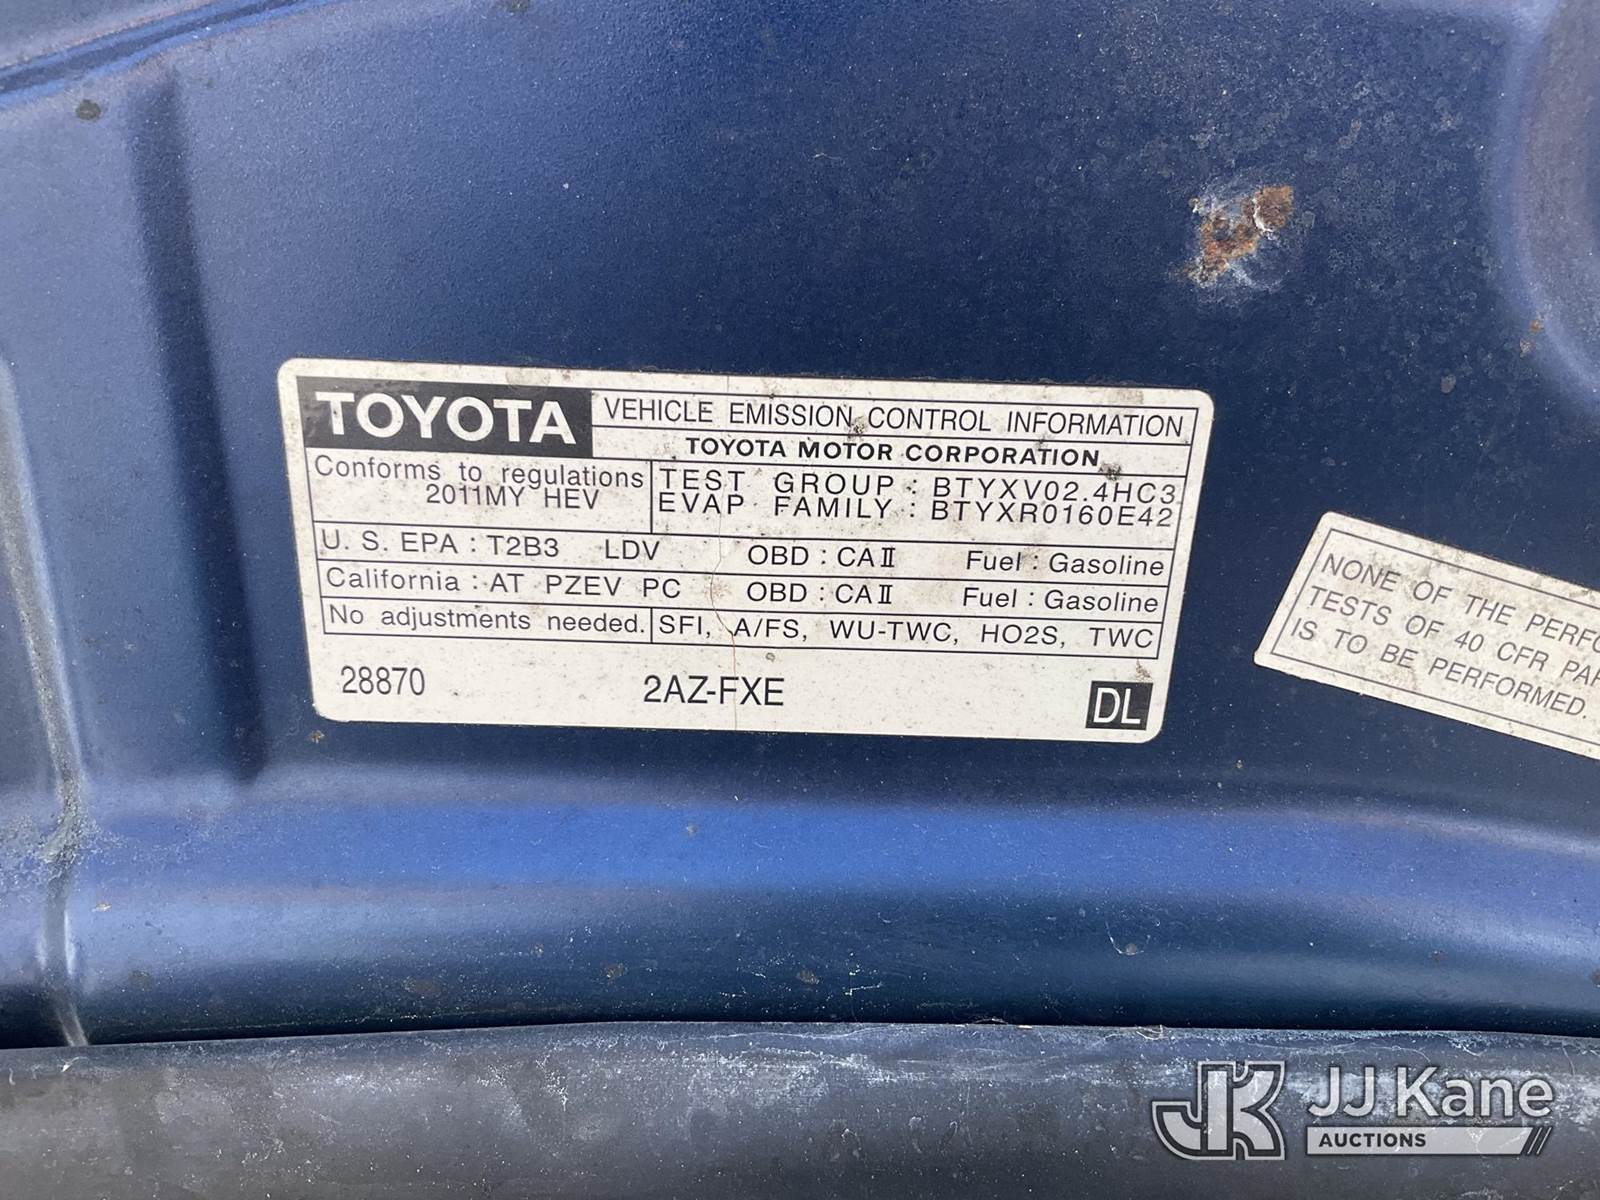 TOYOTA
VEHICLE EMISSION CONTROL INFORMATION
TOYOTA MOTOR CORPORATION
Conforms to regulations
2011MY HEV
TEST GROUP : BTYXV02.4HC3
EVAP FAMILY : BTYXR0160E42
U. S. EPA : T2B3 LDV OBD : CAⅡ Fuel : Gasoline
California : AT PZEV PC OBD : CAⅡ Fuel : Gasoline
No adjustments needed. SFI, A/FS, WU-TWC, HO2S, TWC
28870 2AZ-FXE DL
NONE OF THE
TESTS OF 40 CFR
IS TO BE PERFORMED.
JK JJ Kane
AUCTIONS